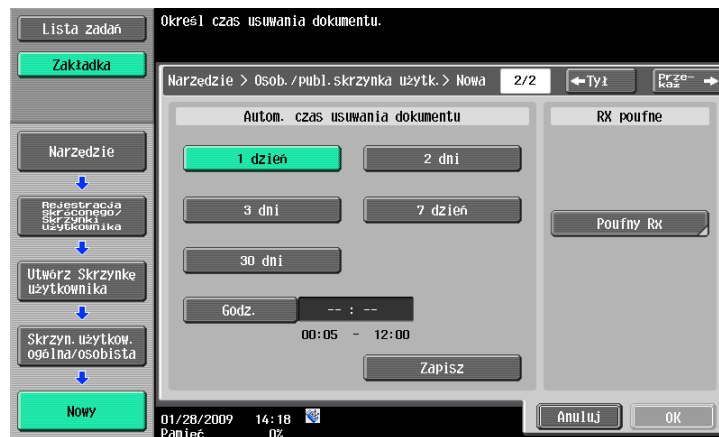 Lista zadań
Zakładka
Narzędzie
Rejestracja
skróconego/
Skrzynki
użytkownika
Utwórz Skrzynkę
użytkownika
Skrzyn.użytkow.
ogólna/osobista
Nowy
Określ czas usuwania dokumentu.
Narzędzie > Osob./publ.skrzynka użytk.> Nowa
2/2
←Tył
Prze-
każ →
Autom. czas usuwania dokumentu
1 dzień
2 dni
3 dni
7 dzień
30 dni
Godz.
-- : --
00:05 - 12:00
Zapisz
RX poufne
Poufny Rx
01/28/2009 14:18
Pamięć 0%
Anuluj
OK